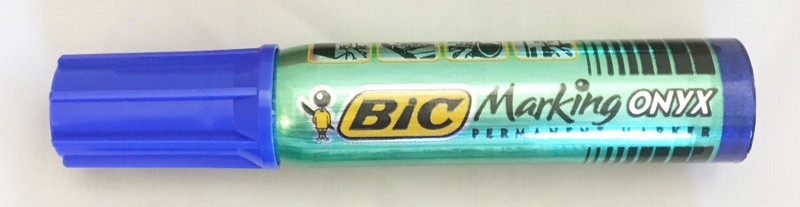 BIC Marking ONYX
PERMANENT MARKER